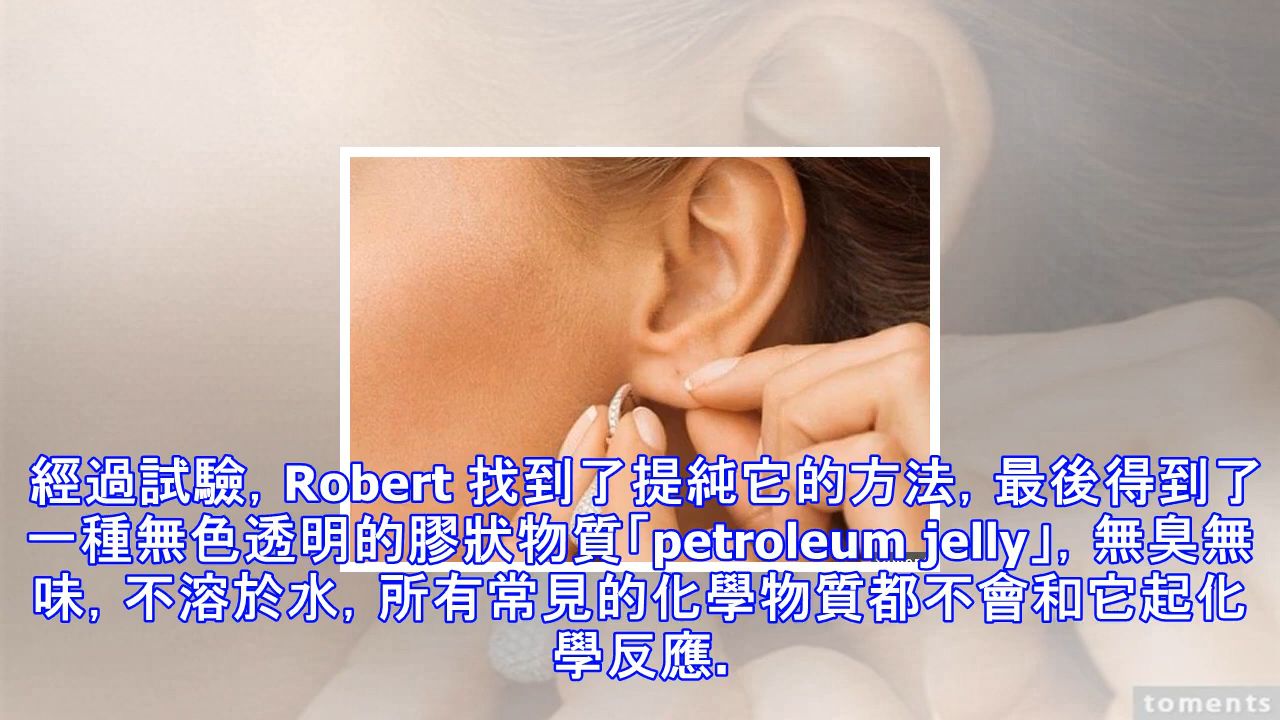 經過試驗, Robert 找到了提純它的方法, 最後得到了
一種無色透明的膠狀物質「petroleum jelly」, 無臭無
味, 不溶於水, 所有常見的化學物質都不會和它起化
學反應.
toments